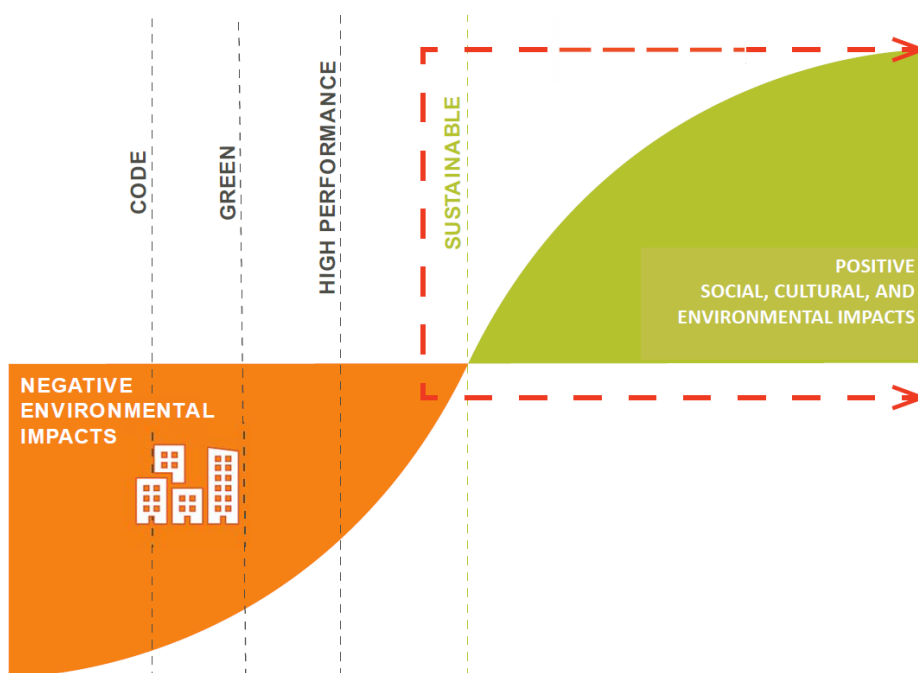 CODE
GREEN
HIGH PERFORMANCE
SUSTAINABLE
POSITIVE
SOCIAL, CULTURAL, AND
ENVIRONMENTAL IMPACTS
NEGATIVE
ENVIRONMENTAL
IMPACTS